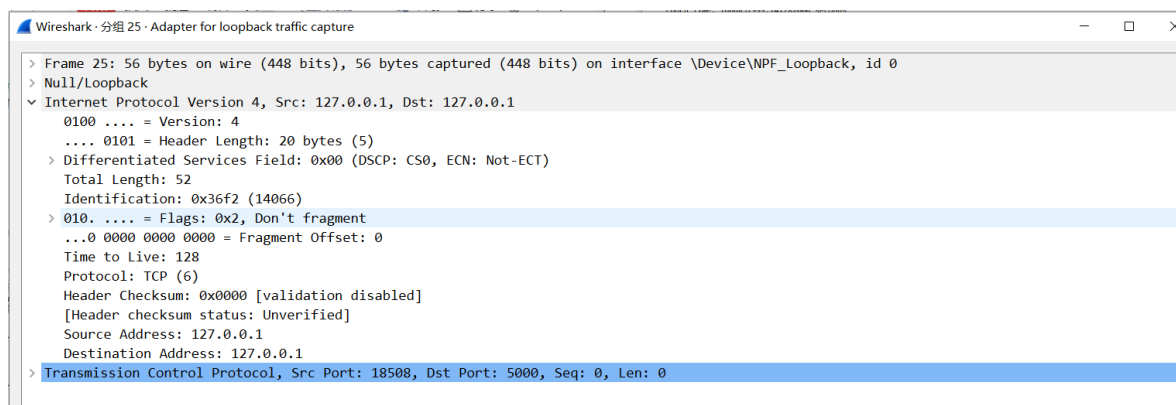 Wireshark · 分组 25 · Adapter for loopback traffic capture
Frame 25: 56 bytes on wire (448 bits), 56 bytes captured (448 bits) on interface \Device\NPF_Loopback, id 0
Null/Loopback
Internet Protocol Version 4, Src: 127.0.0.1, Dst: 127.0.0.1
0100 .... = Version: 4
.... 0101 = Header Length: 20 bytes (5)
Differentiated Services Field: 0x00 (DSCP: CS0, ECN: Not-ECT)
Total Length: 52
Identification: 0x36f2 (14066)
010. .... = Flags: 0x2, Don't fragment
...0 0000 0000 0000 = Fragment Offset: 0
Time to Live: 128
Protocol: TCP (6)
Header Checksum: 0x0000 [validation disabled]
[Header checksum status: Unverified]
Source Address: 127.0.0.1
Destination Address: 127.0.0.1
Transmission Control Protocol, Src Port: 18508, Dst Port: 5000, Seq: 0, Len: 0